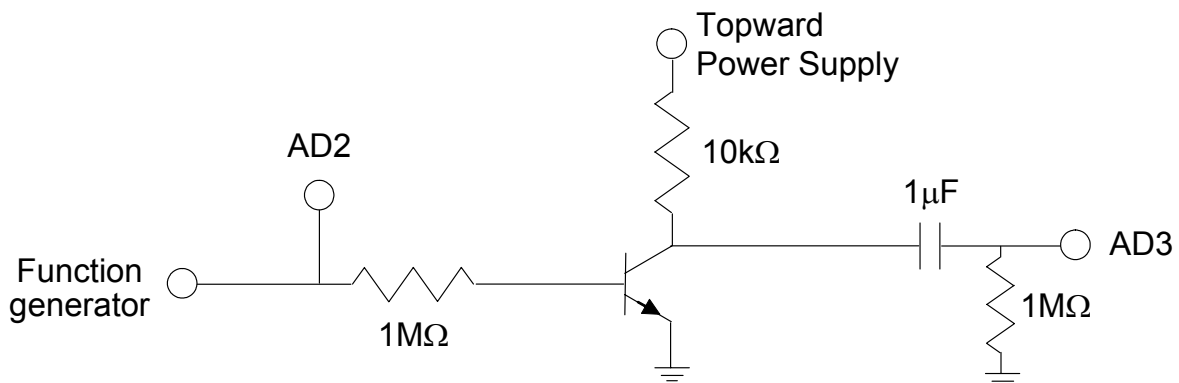 Topward
Power Supply
10kΩ
AD2
1μF
AD3
Function
generator
1MΩ
1MΩ